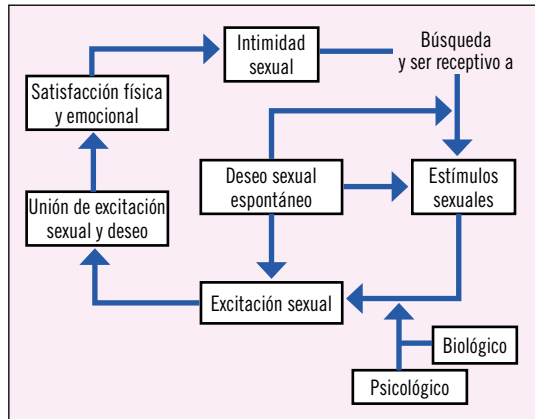 Intimidad
sexual
Búsqueda
y ser receptivo a
Satisfacción física
y emocional
Deseo sexual
espontáneo
Estímulos
sexuales
Unión de excitación
sexual y deseo
Excitación sexual
Biológico
Psicológico